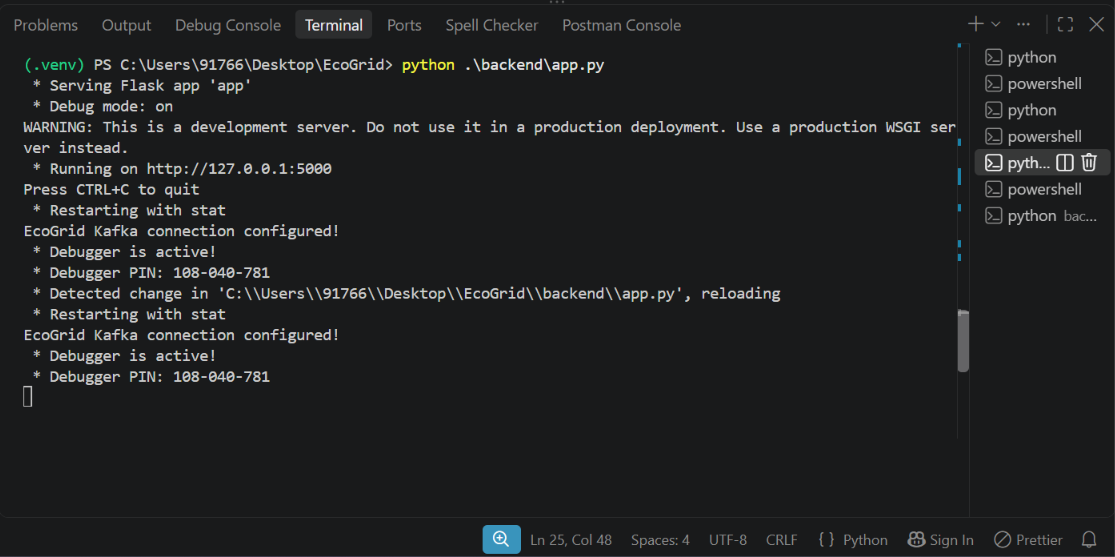 Problems Output Debug Console Terminal Ports Spell Checker Postman Console
(.venv) PS C:\Users\91766\Desktop\EcoGrid> python .\backend\app.py
* Serving Flask app 'app'
* Debug mode: on
WARNING: This is a development server. Do not use it in a production deployment. Use a production WSGI ser
ver instead.
* Running on http://127.0.0.1:5000
Press CTRL+C to quit
* Restarting with stat
EcoGrid Kafka connection configured!
* Debugger is active!
* Debugger PIN: 108-040-781
* Detected change in 'C:\\Users\\91766\\Desktop\\EcoGrid\\backend\\app.py', reloading
* Restarting with stat
EcoGrid Kafka connection configured!
* Debugger is active!
* Debugger PIN: 108-040-781
python
powershell
python
powershell
pyth...
powershell
python bac...
Ln 25, Col 48 Spaces: 4 UTF-8 CRLF { } Python Sign In Prettier